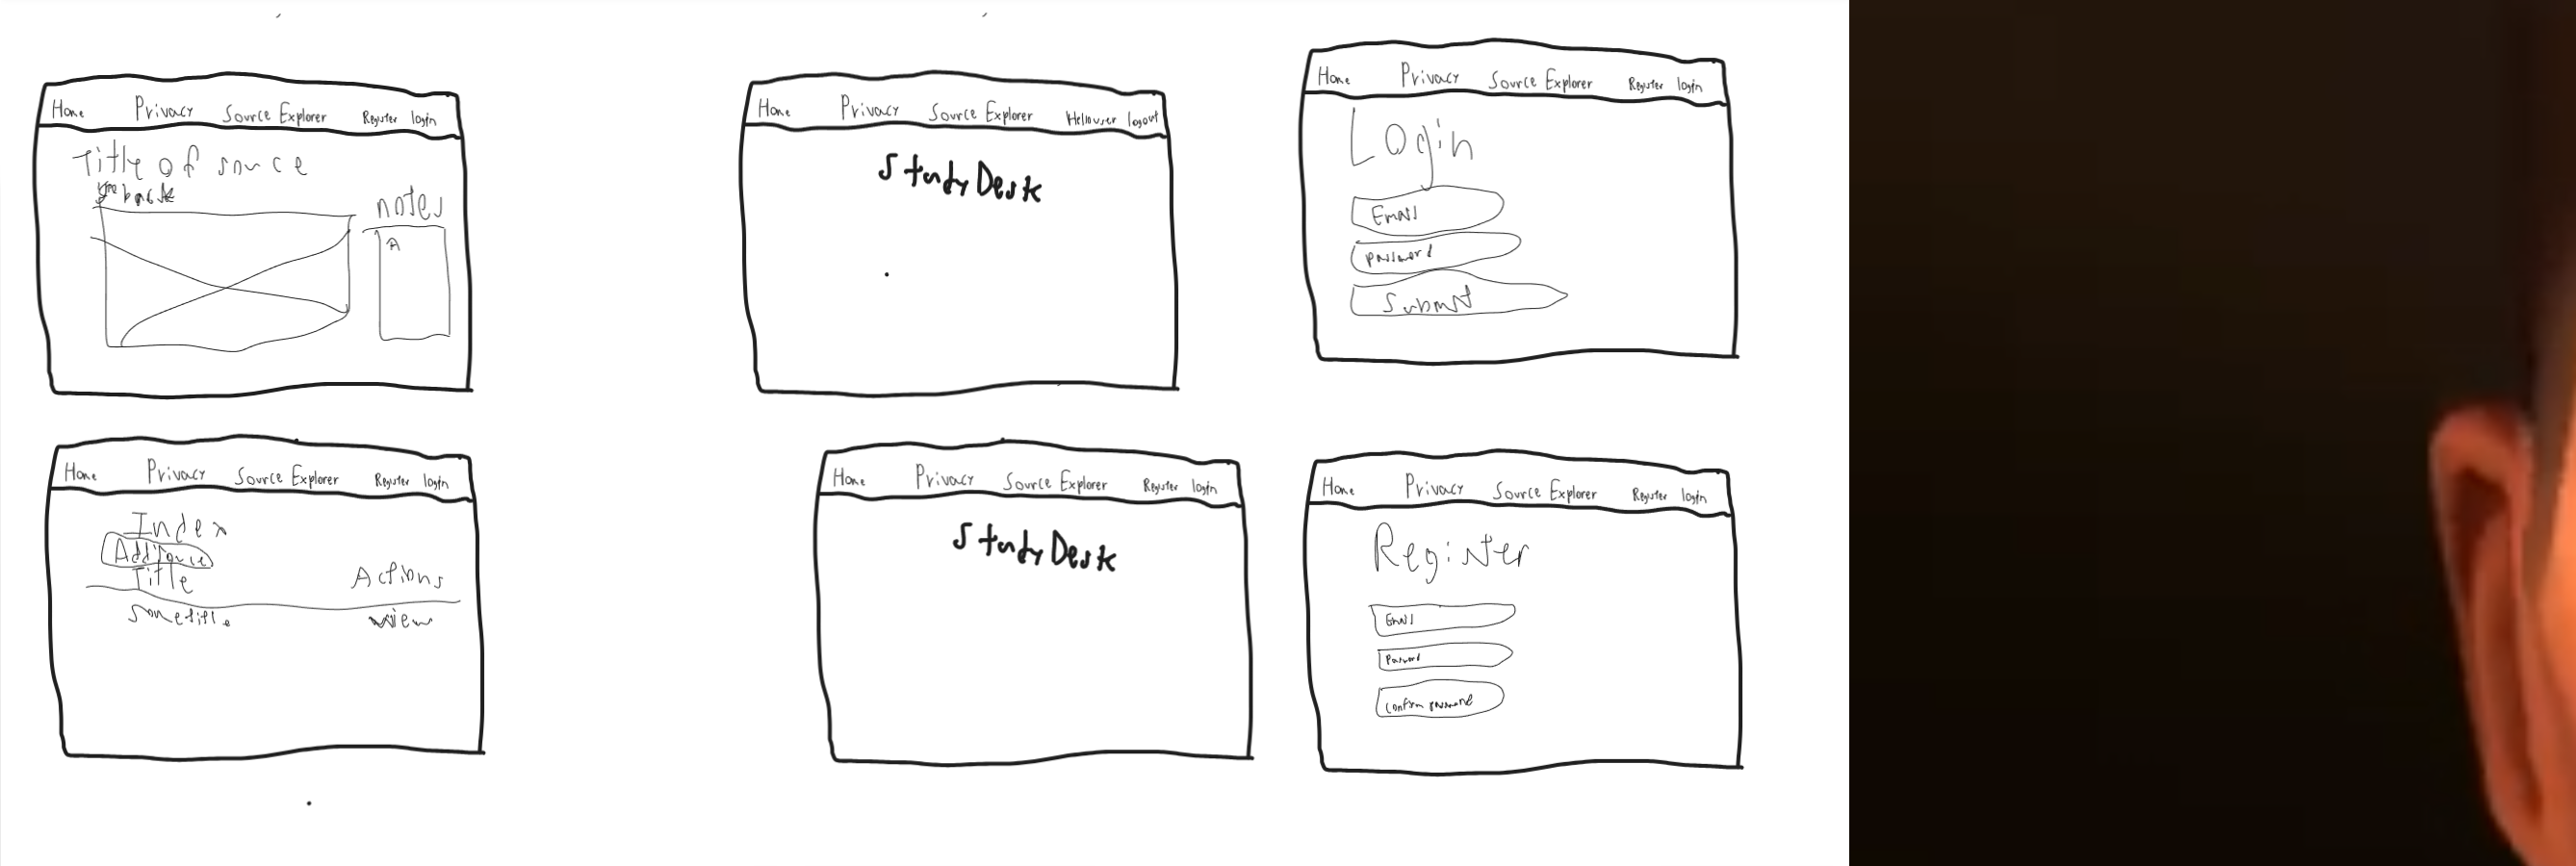 Home Privacy Source Explorer Register login
Title of source
notes
A
Home Privacy Source Explorer Hello user logout
StudyDesk
Home Privacy Source Explorer Register login
Login
Email
password
Submit
Home Privacy Source Explorer Register login
Index
Add Source
Title Actions
Sometitle view
Home Privacy Source Explorer Register login
StudyDesk
Home Privacy Source Explorer Register login
Register
Email
Password
Confirm password